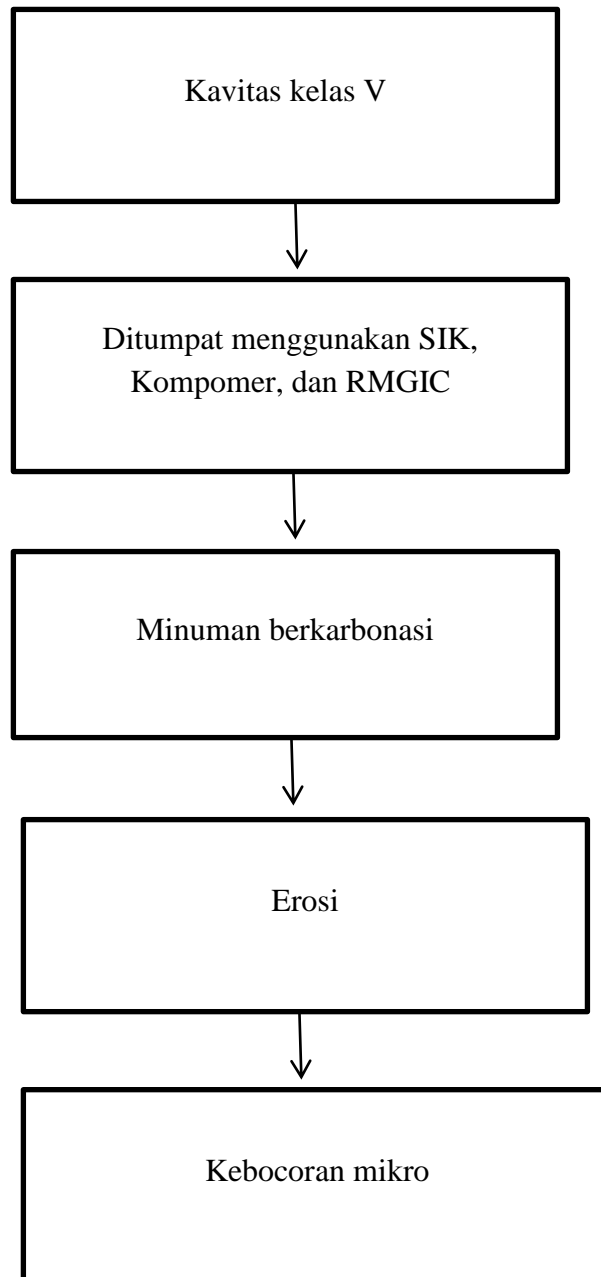 Kavitas kelas V
Ditumpat menggunakan SIK,
Kompomer, dan RMGIC
Minuman berkarbonasi
Erosi
Kebocoran mikro